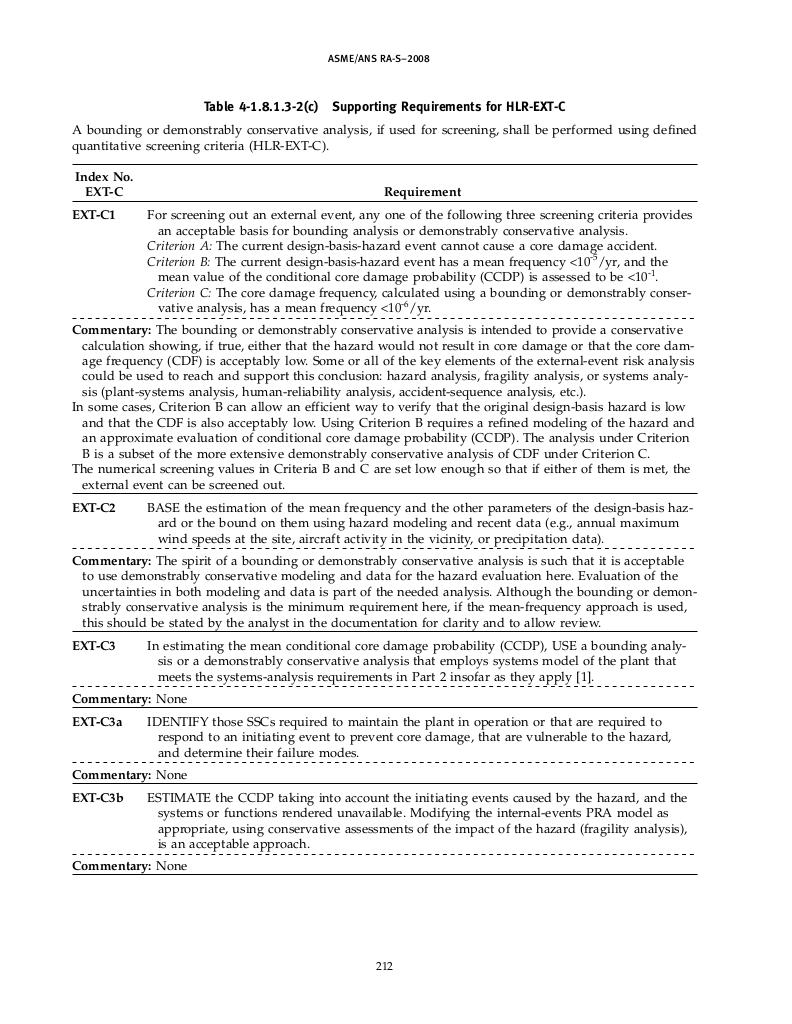 ASME/ANS RA-S–2008
Table 4-1.8.1.3-2(c) Supporting Requirements for HLR-EXT-C
A bounding or demonstrably conservative analysis, if used for screening, shall be performed using defined
quantitative screening criteria (HLR-EXT-C).
Index No.
EXT-C Requirement
EXT-C1 For screening out an external event, any one of the following three screening criteria provides
an acceptable basis for bounding analysis or demonstrably conservative analysis.
Criterion A: The current design-basis-hazard event cannot cause a core damage accident.
Criterion B: The current design-basis-hazard event has a mean frequency <10⁻⁵/yr, and the
mean value of the conditional core damage probability (CCDP) is assessed to be <10⁻¹.
Criterion C: The core damage frequency, calculated using a bounding or demonstrably conser-
vative analysis, has a mean frequency <10⁻⁶/yr.
Commentary: The bounding or demonstrably conservative analysis is intended to provide a conservative
calculation showing, if true, either that the hazard would not result in core damage or that the core dam-
age frequency (CDF) is acceptably low. Some or all of the key elements of the external-event risk analysis
could be used to reach and support this conclusion: hazard analysis, fragility analysis, or systems analy-
sis (plant-systems analysis, human-reliability analysis, accident-sequence analysis, etc.).
In some cases, Criterion B can allow an efficient way to verify that the original design-basis hazard is low
and that the CDF is also acceptably low. Using Criterion B requires a refined modeling of the hazard and
an approximate evaluation of conditional core damage probability (CCDP). The analysis under Criterion
B is a subset of the more extensive demonstrably conservative analysis of CDF under Criterion C.
The numerical screening values in Criteria B and C are set low enough so that if either of them is met, the
external event can be screened out.
EXT-C2 BASE the estimation of the mean frequency and the other parameters of the design-basis haz-
ard or the bound on them using hazard modeling and recent data (e.g., annual maximum
wind speeds at the site, aircraft activity in the vicinity, or precipitation data).
Commentary: The spirit of a bounding or demonstrably conservative analysis is such that it is acceptable
to use demonstrably conservative modeling and data for the hazard evaluation here. Evaluation of the
uncertainties in both modeling and data is part of the needed analysis. Although the bounding or demon-
strably conservative analysis is the minimum requirement here, if the mean-frequency approach is used,
this should be stated by the analyst in the documentation for clarity and to allow review.
EXT-C3 In estimating the mean conditional core damage probability (CCDP), USE a bounding analy-
sis or a demonstrably conservative analysis that employs systems model of the plant that
meets the systems-analysis requirements in Part 2 insofar as they apply [1].
Commentary: None
EXT-C3a IDENTIFY those SSCs required to maintain the plant in operation or that are required to
respond to an initiating event to prevent core damage, that are vulnerable to the hazard,
and determine their failure modes.
Commentary: None
EXT-C3b ESTIMATE the CCDP taking into account the initiating events caused by the hazard, and the
systems or functions rendered unavailable. Modifying the internal-events PRA model as
appropriate, using conservative assessments of the impact of the hazard (fragility analysis),
is an acceptable approach.
Commentary: None
212